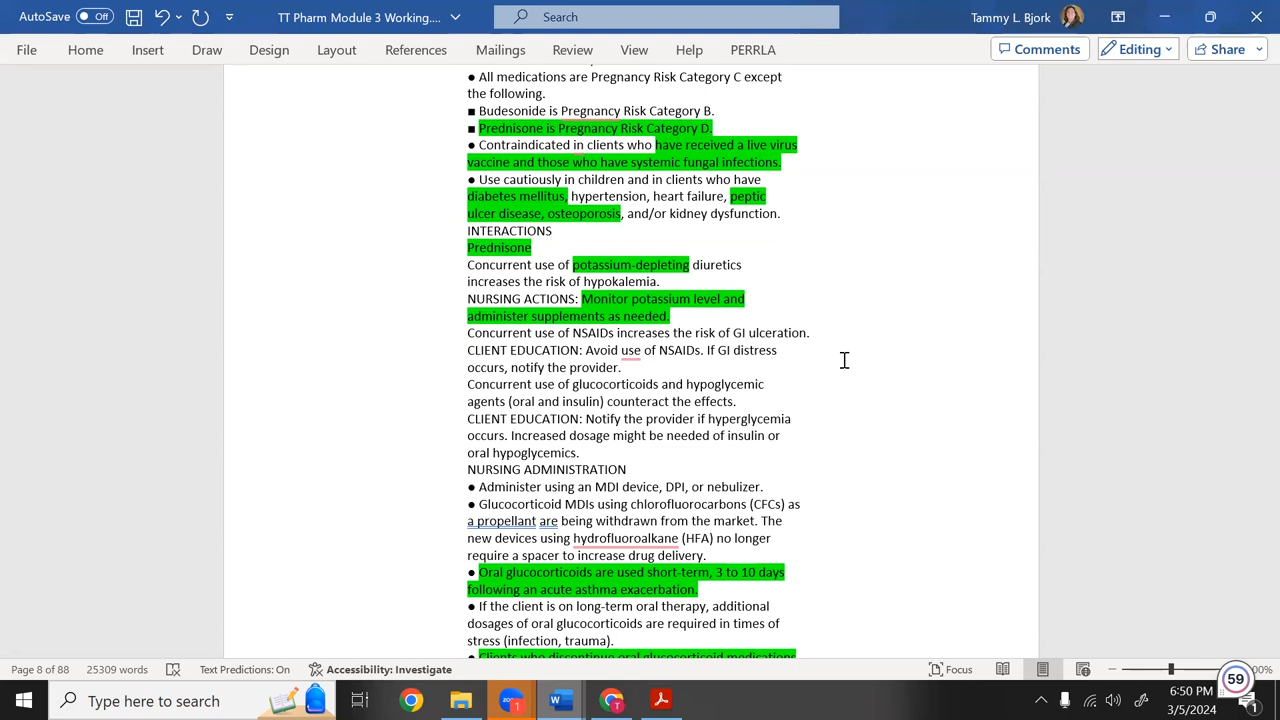 AutoSave Off TT Pharm Module 3 Working.... Search Tammy L. Bjork
File Home Insert Draw Design Layout References Mailings Review View Help PERRLA Comments Editing Share
● All medications are Pregnancy Risk Category C except
the following.
■ Budesonide is Pregnancy Risk Category B.
■ Prednisone is Pregnancy Risk Category D.
● Contraindicated in clients who have received a live virus
vaccine and those who have systemic fungal infections.
● Use cautiously in children and in clients who have
diabetes mellitus, hypertension, heart failure, peptic
ulcer disease, osteoporosis, and/or kidney dysfunction.
INTERACTIONS
Prednisone
Concurrent use of potassium-depleting diuretics
increases the risk of hypokalemia.
NURSING ACTIONS: Monitor potassium level and
administer supplements as needed.
Concurrent use of NSAIDs increases the risk of GI ulceration.
CLIENT EDUCATION: Avoid use of NSAIDs. If GI distress
occurs, notify the provider.
Concurrent use of glucocorticoids and hypoglycemic
agents (oral and insulin) counteract the effects.
CLIENT EDUCATION: Notify the provider if hyperglycemia
occurs. Increased dosage might be needed of insulin or
oral hypoglycemics.
NURSING ADMINISTRATION
● Administer using an MDI device, DPI, or nebulizer.
● Glucocorticoid MDIs using chlorofluorocarbons (CFCs) as
a propellant are being withdrawn from the market. The
new devices using hydrofluoroalkane (HFA) no longer
require a spacer to increase drug delivery.
● Oral glucocorticoids are used short-term, 3 to 10 days
following an acute asthma exacerbation.
● If the client is on long-term oral therapy, additional
dosages of oral glucocorticoids are required in times of
stress (infection, trauma).
● Clients who discontinue oral glucocorticoid medications
Page 8 of 88 25309 words Text Predictions: On Accessibility: Investigate Focus 59
Type here to search 1 6:50 PM
3/5/2024 1